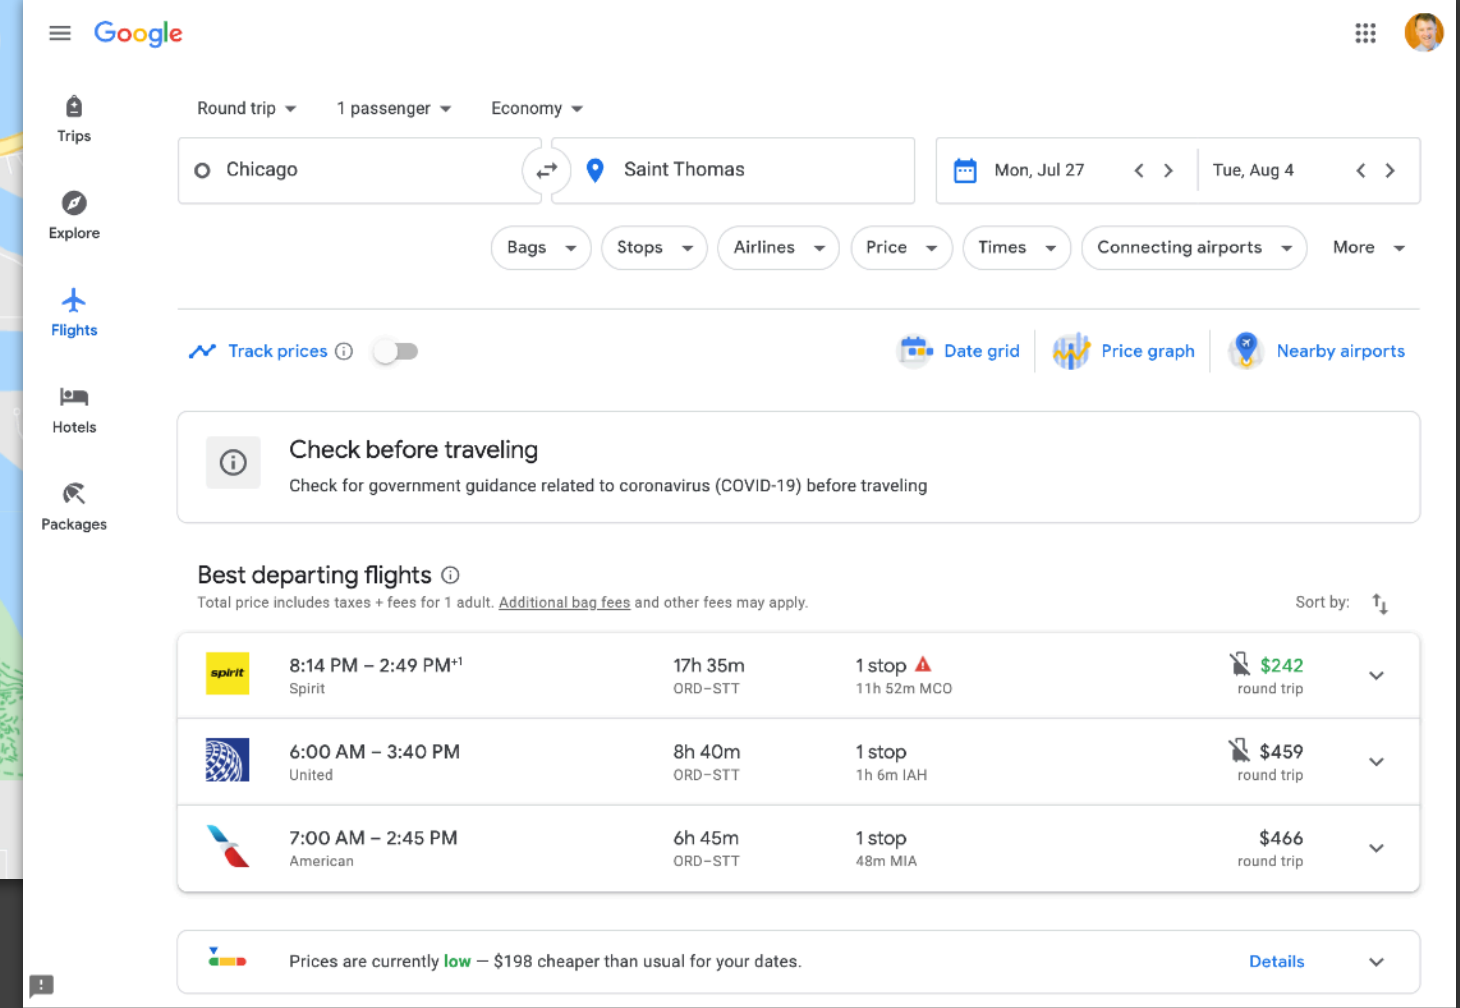 Google
Trips
Explore
Flights
Hotels
Packages
Round trip 1 passenger Economy
Chicago Saint Thomas Mon, Jul 27 Tue, Aug 4
Bags Stops Airlines Price Times Connecting airports More
Track prices Date grid Price graph Nearby airports
Check before traveling
Check for government guidance related to coronavirus (COVID-19) before traveling
Best departing flights
Total price includes taxes + fees for 1 adult. Additional bag fees and other fees may apply. Sort by:
spirit 8:14 PM – 2:49 PM+1 17h 35m 1 stop $242
Spirit ORD–STT 11h 52m MCO round trip
6:00 AM – 3:40 PM 8h 40m 1 stop $459
United ORD–STT 1h 6m IAH round trip
7:00 AM – 2:45 PM 6h 45m 1 stop $466
American ORD–STT 48m MIA round trip
Prices are currently low — $198 cheaper than usual for your dates. Details